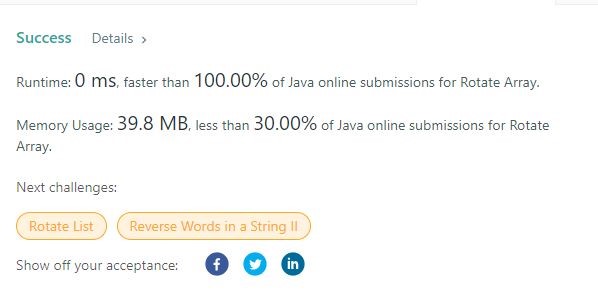 Success Details >
Runtime: 0 ms, faster than 100.00% of Java online submissions for Rotate Array.
Memory Usage: 39.8 MB, less than 30.00% of Java online submissions for Rotate
Array.
Next challenges:
Rotate List Reverse Words in a String II
Show off your acceptance: f in